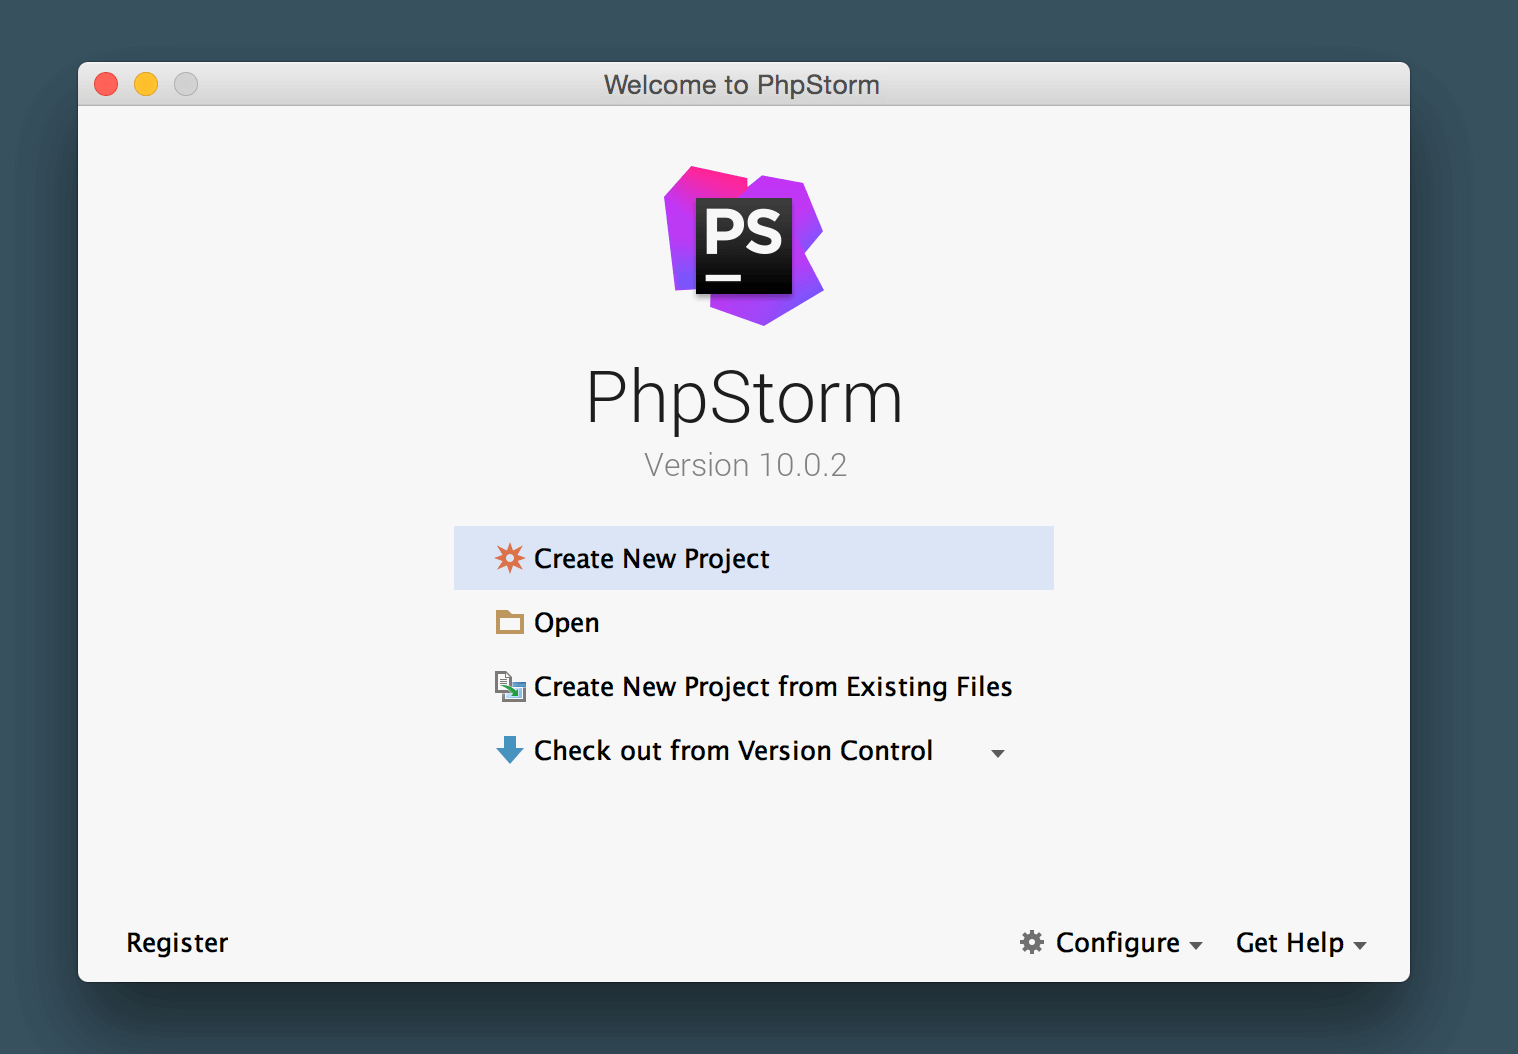 Welcome to PhpStorm
PS
PhpStorm
Version 10.0.2
Create New Project
Open
Create New Project from Existing Files
Check out from Version Control
Register
Configure
Get Help